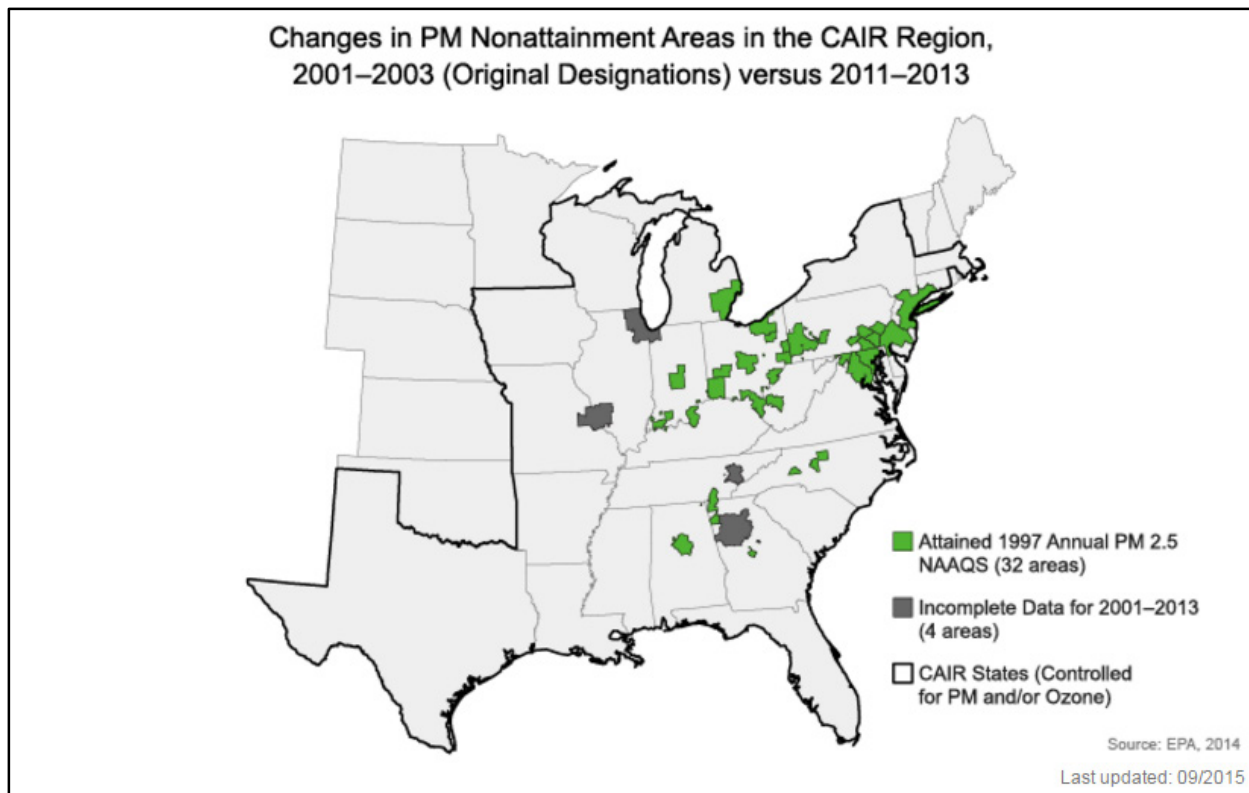 Changes in PM Nonattainment Areas in the CAIR Region,
2001–2003 (Original Designations) versus 2011–2013
Attained 1997 Annual PM 2.5
NAAQS (32 areas)
Incomplete Data for 2001–2013
(4 areas)
CAIR States (Controlled
for PM and/or Ozone)
Source: EPA, 2014
Last updated: 09/2015